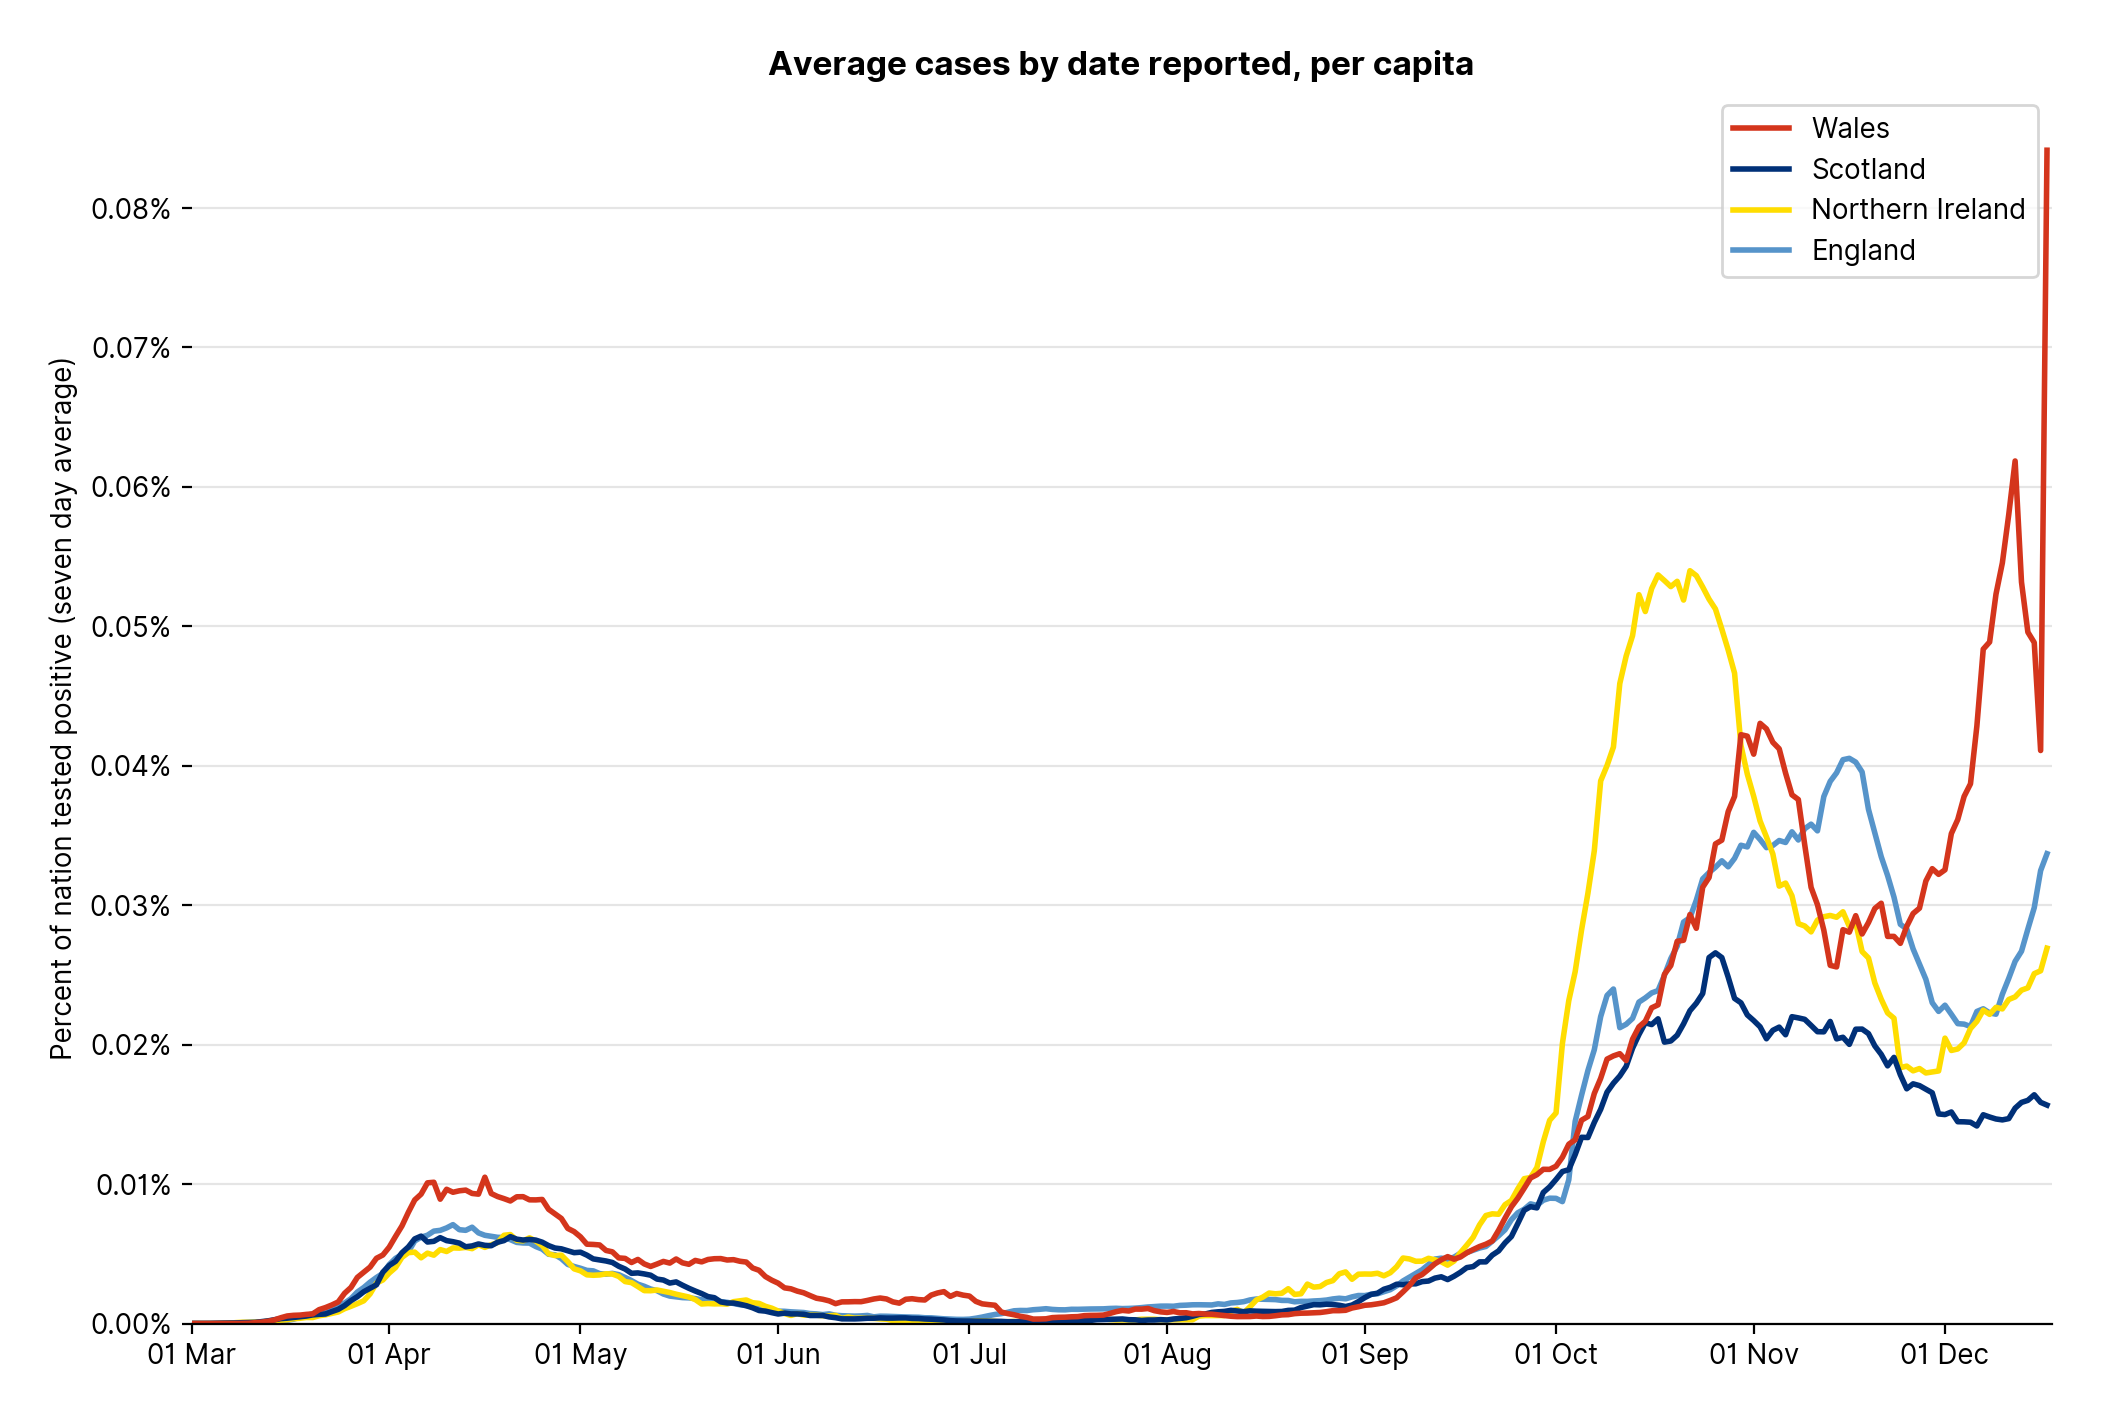 Average cases by date reported, per capita
Wales
Scotland
Northern Ireland
England
Percent of nation tested positive (seven day average)
0.08%
0.07%
0.06%
0.05%
0.04%
0.03%
0.02%
0.01%
0.00%
01 Mar
01 Apr
01 May
01 Jun
01 Jul
01 Aug
01 Sep
01 Oct
01 Nov
01 Dec